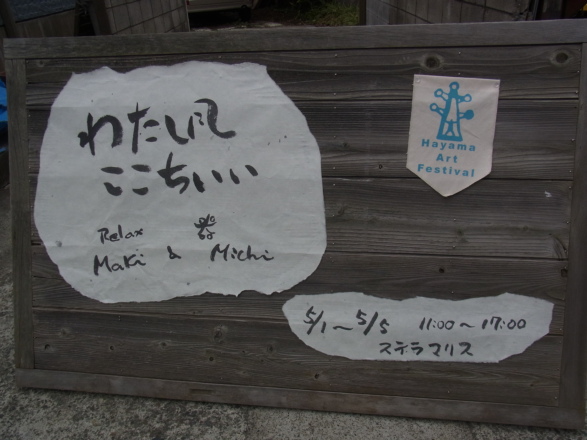 わたし風
ここちいい
Relax
Maki & Michi
Hayama
Art
Festival
5/1〜5/5 11:00〜17:00
ステラマリス